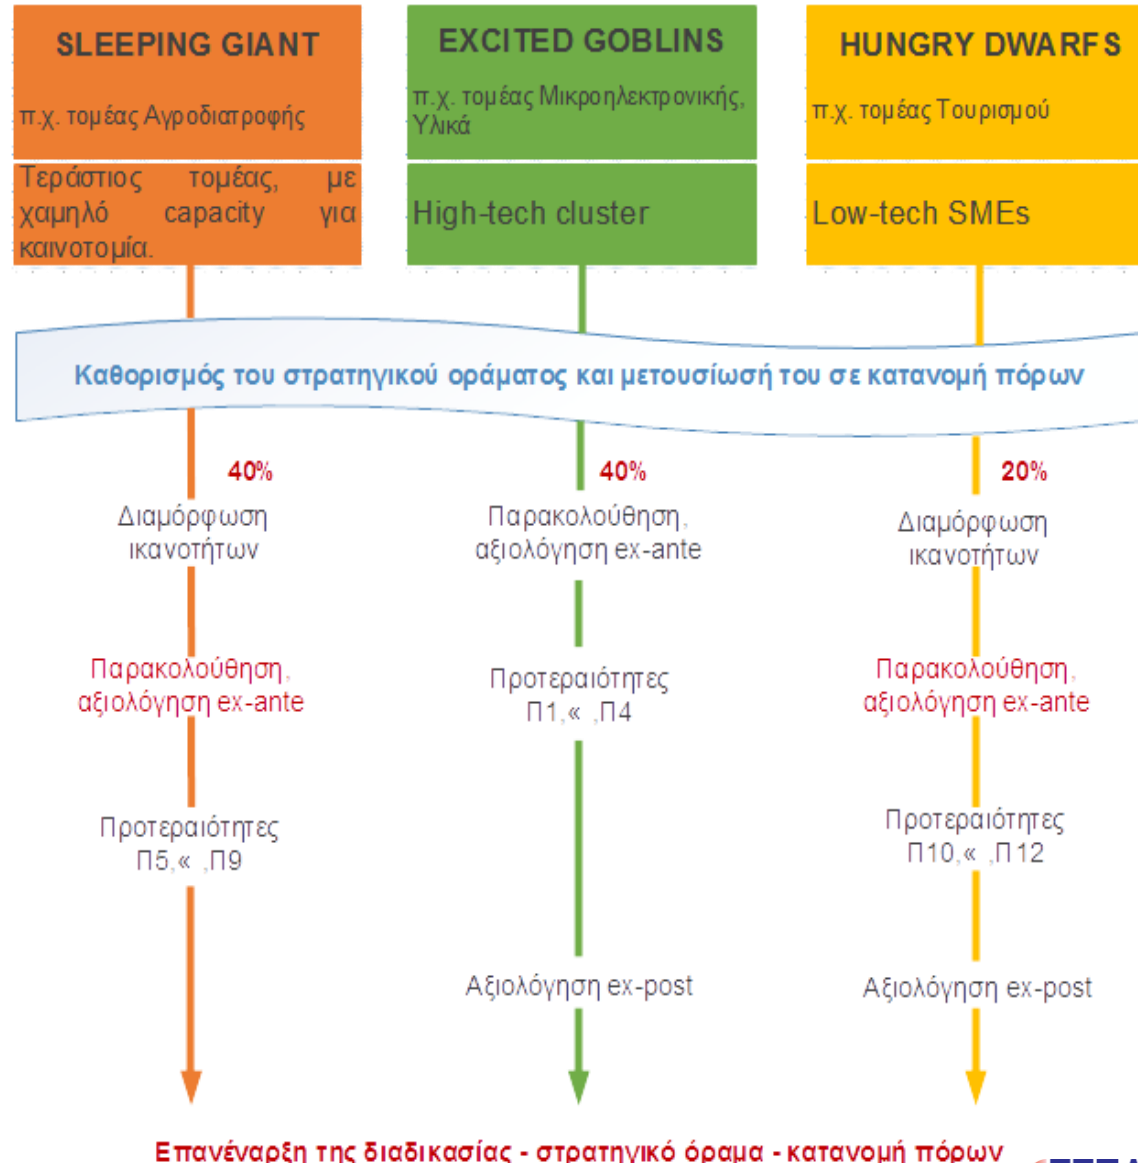 SLEEPING GIANT
π.χ. τομέας Αγροδιατροφής
Τεράστιος τομέας, με
χαμηλό capacity για
καινοτομία.
EXCITED GOBLINS
π.χ. τομέας Μικροηλεκτρονικής,
Υλικά
High-tech cluster
HUNGRY DWARFS
π.χ. τομέας Τουρισμού
Low-tech SMEs
Καθορισμός του στρατηγικού οράματος και μετουσίωσή του σε κατανομή πόρων
40%
Διαμόρφωση
ικανοτήτων
Παρακολούθηση,
αξιολόγηση ex-ante
Προτεραιότητες
Π5,« ,Π9
40%
Παρακολούθηση,
αξιολόγηση ex-ante
Προτεραιότητες
Π1,« ,Π4
Αξιολόγηση ex-post
20%
Διαμόρφωση
ικανοτήτων
Παρακολούθηση,
αξιολόγηση ex-ante
Προτεραιότητες
Π10,« ,Π12
Αξιολόγηση ex-post
Επανέναρξη της διαδικασίας - στρατηγικό όραμα - κατανομή πόρων